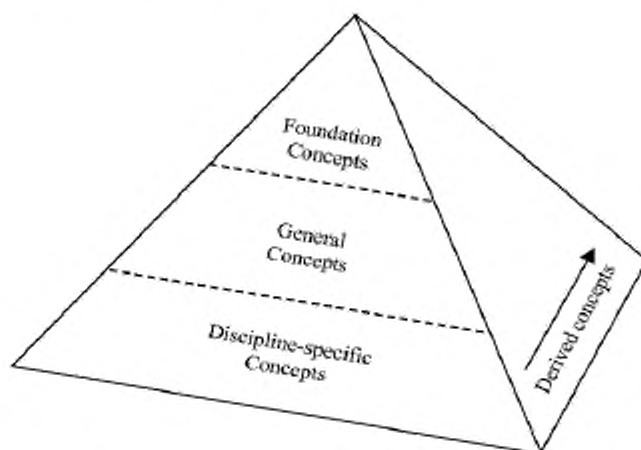 Foundation
Concepts
General
Concepts
Discipline-specific
Concepts
Derived concepts